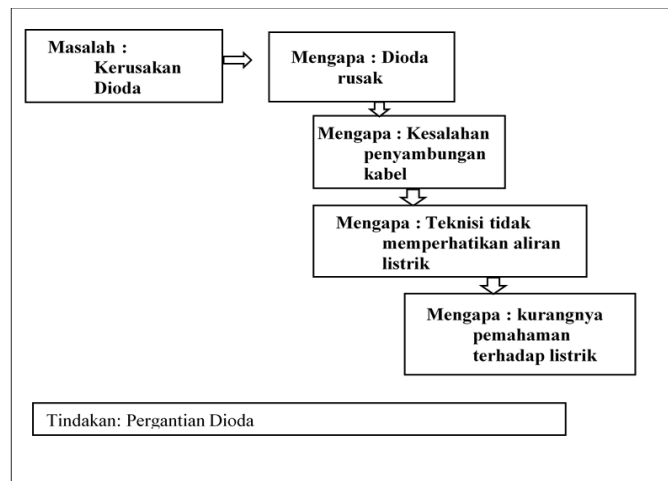 Masalah :
Kerusakan
Dioda
Mengapa : Dioda
rusak
Mengapa : Kesalahan
penyambungan
kabel
Mengapa : Teknisi tidak
memperhatikan aliran
listrik
Mengapa : kurangnya
pemahaman
terhadap listrik
Tindakan: Pergantian Dioda